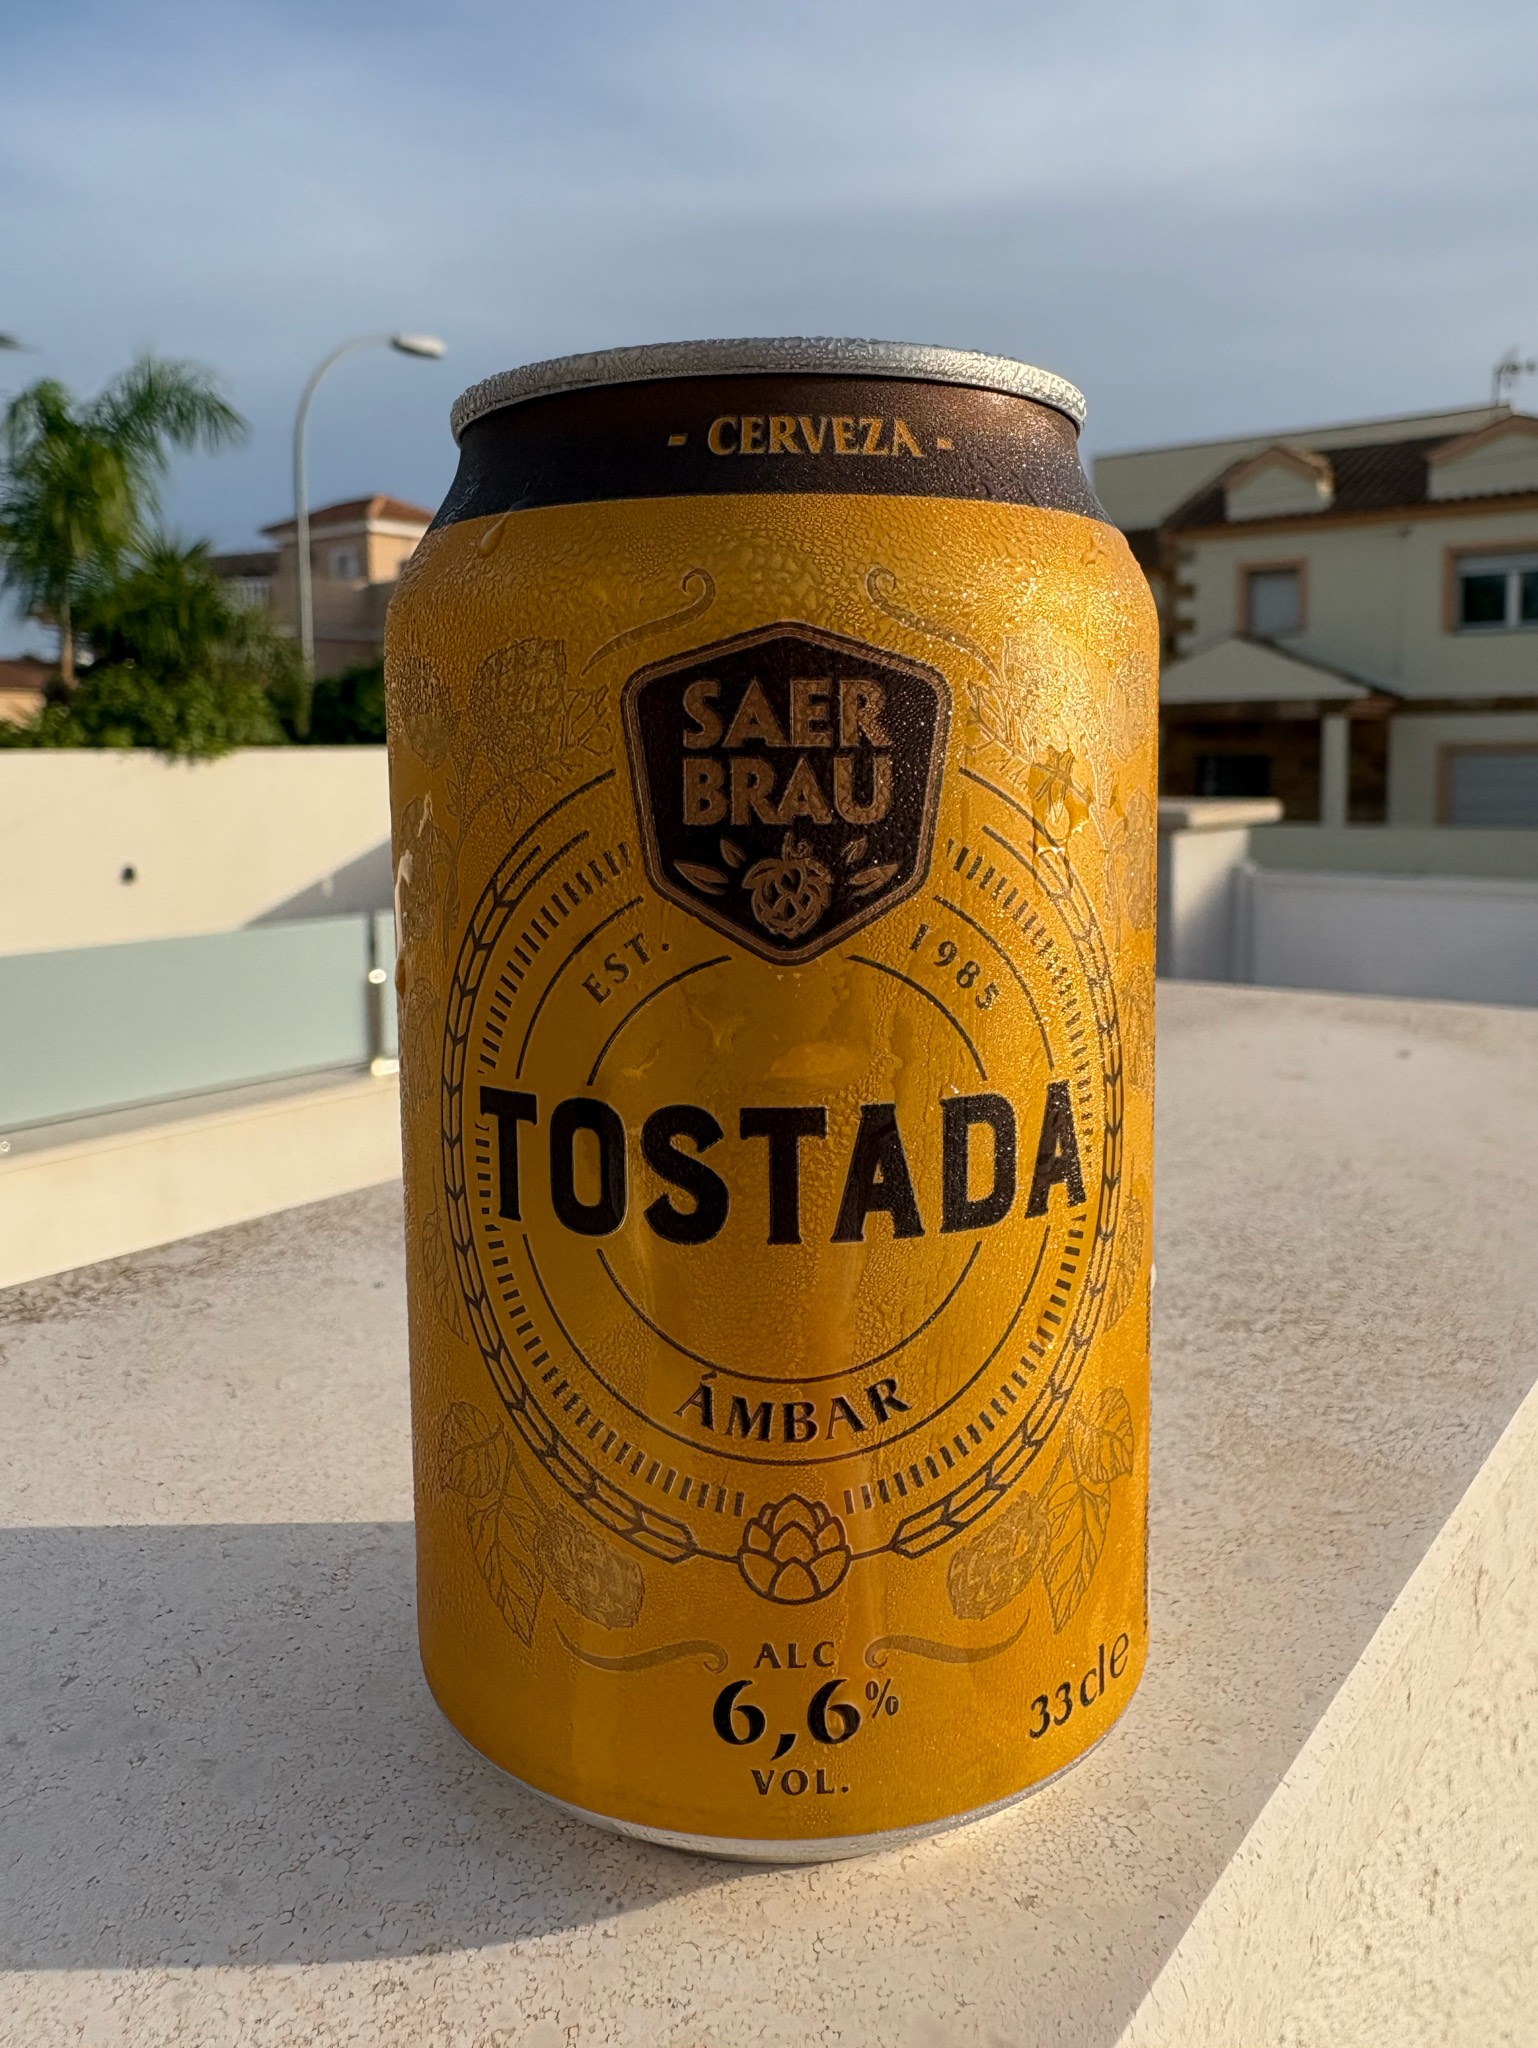 - CERVEZA -
SAER
BRAU
EST. 1985
TOSTADA
ÁMBAR
ALC
6,6%
VOL.
33cl e